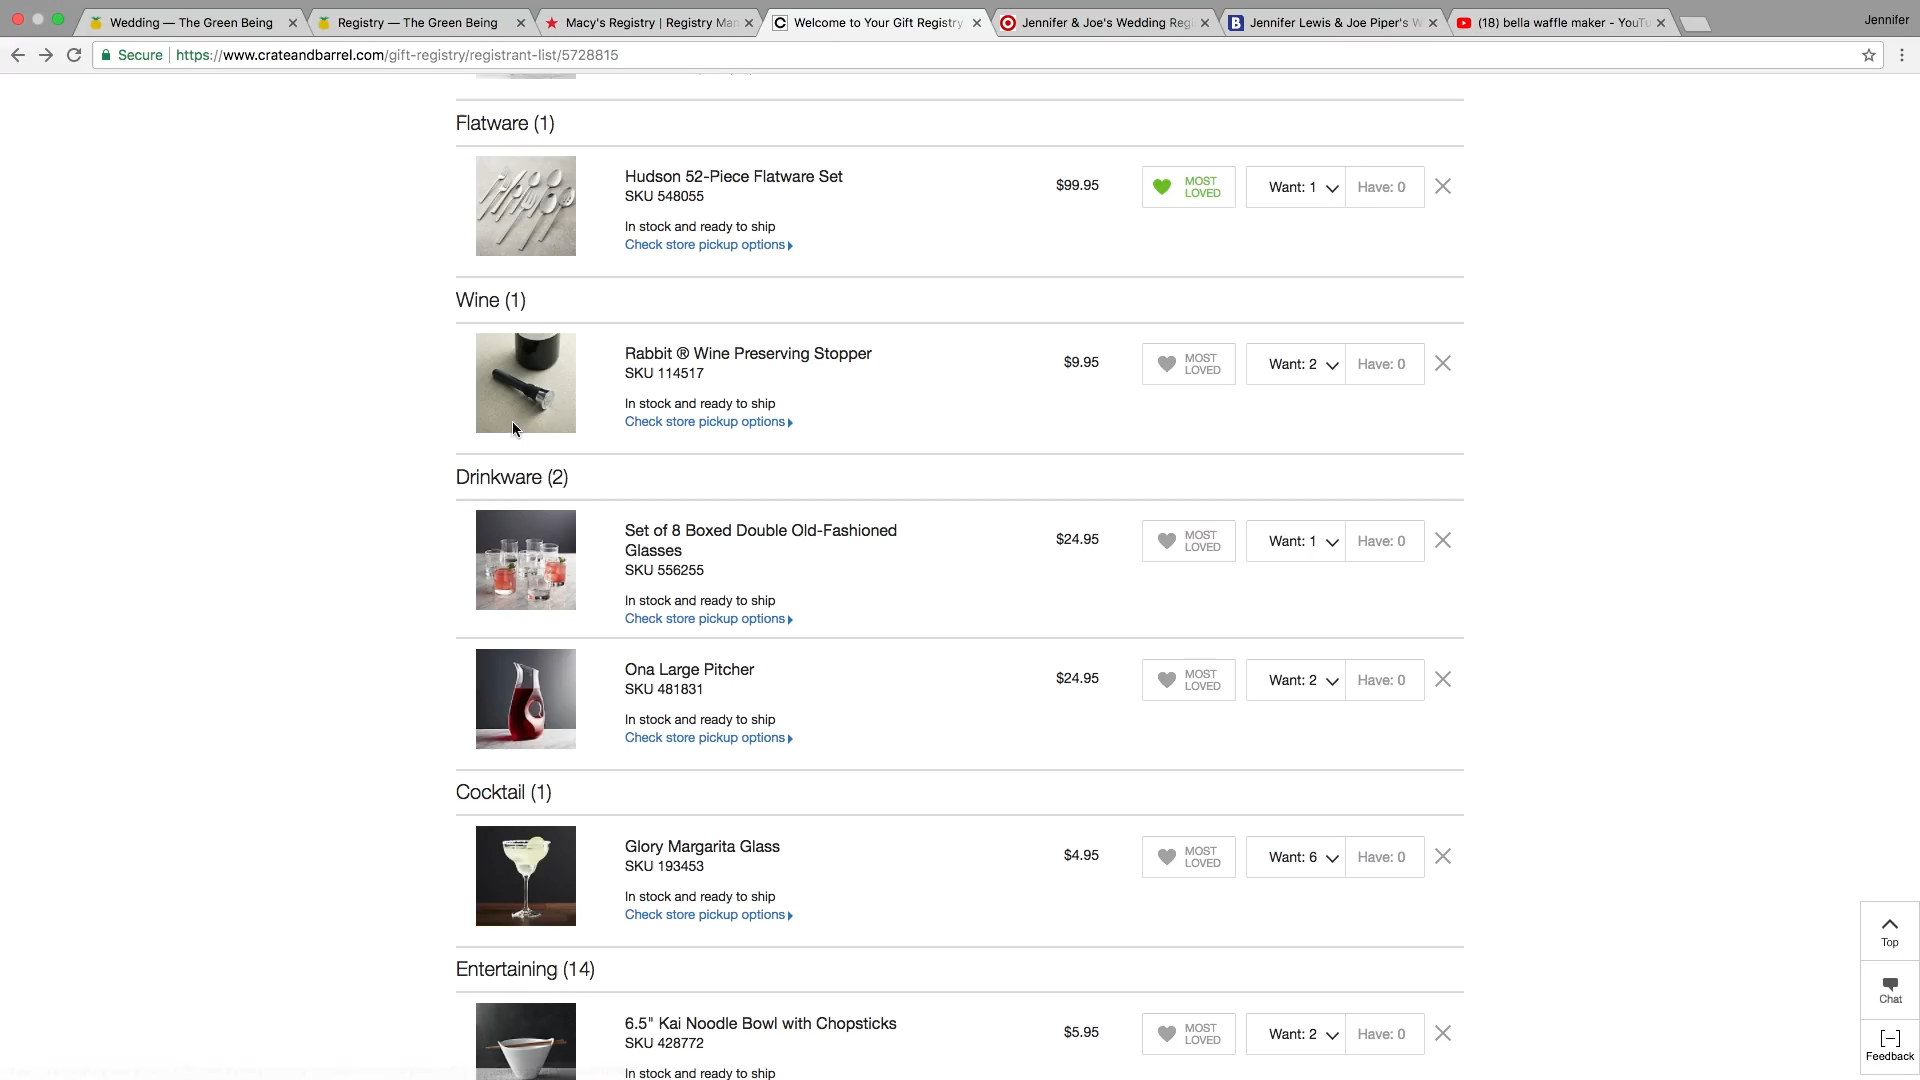 Wedding — The Green Being
Registry — The Green Being
Macy's Registry | Registry Man
Welcome to Your Gift Registry
Jennifer & Joe's Wedding Regi
Jennifer Lewis & Joe Piper's W
(18) bella waffle maker - YouTu
Jennifer
Secure
https://www.crateandbarrel.com/gift-registry/registrant-list/5728815
Flatware (1)
Hudson 52-Piece Flatware Set
SKU 548055
In stock and ready to ship
Check store pickup options
$99.95
MOST
LOVED
Want: 1
Have: 0
Wine (1)
Rabbit ® Wine Preserving Stopper
SKU 114517
In stock and ready to ship
Check store pickup options
$9.95
MOST
LOVED
Want: 2
Have: 0
Drinkware (2)
Set of 8 Boxed Double Old-Fashioned
Glasses
SKU 556255
In stock and ready to ship
Check store pickup options
$24.95
MOST
LOVED
Want: 1
Have: 0
Ona Large Pitcher
SKU 481831
In stock and ready to ship
Check store pickup options
$24.95
MOST
LOVED
Want: 2
Have: 0
Cocktail (1)
Glory Margarita Glass
SKU 193453
In stock and ready to ship
Check store pickup options
$4.95
MOST
LOVED
Want: 6
Have: 0
Entertaining (14)
6.5" Kai Noodle Bowl with Chopsticks
SKU 428772
In stock and ready to ship
$5.95
MOST
LOVED
Want: 2
Have: 0
Top
Chat
[-]
Feedback